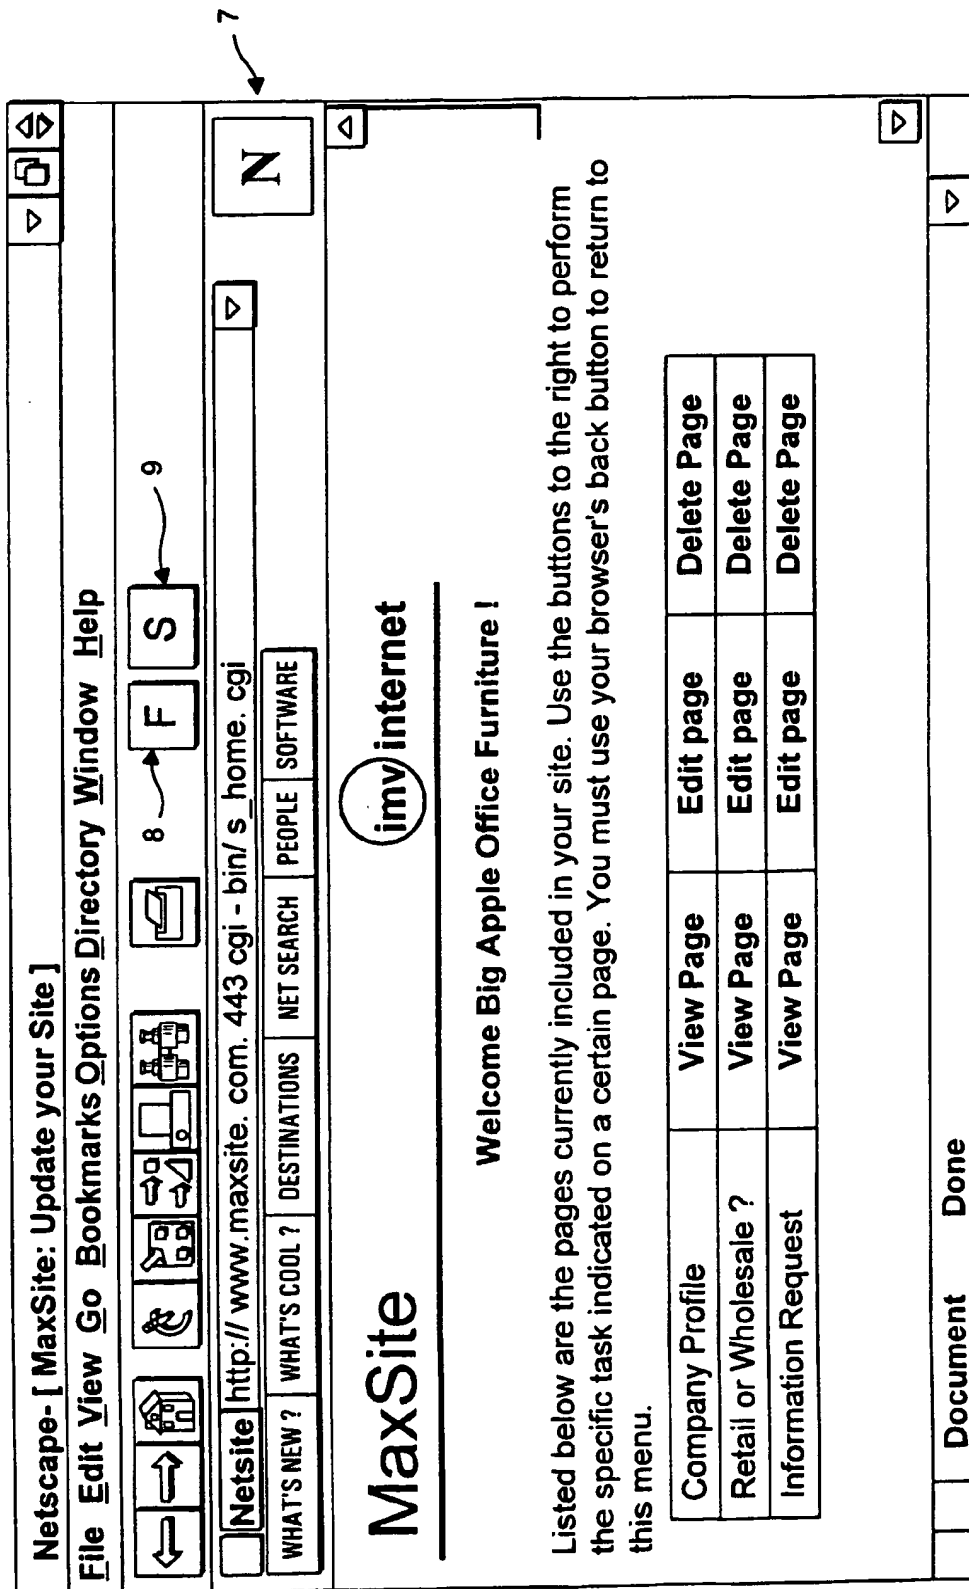 Netscape- [ MaxSite: Update your Site ]
File Edit View Go Bookmarks Options Directory Window Help
8 F S 9
7
Netsite http:// www.maxsite. com. 443 cgi - bin/ s_home. cgi
N
WHAT'S NEW ? WHAT'S COOL ? DESTINATIONS NET SEARCH PEOPLE SOFTWARE
MaxSite imvinternet
Welcome Big Apple Office Furniture !
Listed below are the pages currently included in your site. Use the buttons to the right to perform
the specific task indicated on a certain page. You must use your browser's back button to return to
this menu.
Company Profile View Page Edit page Delete Page
Retail or Wholesale ? View Page Edit page Delete Page
Information Request View Page Edit page Delete Page
Document Done